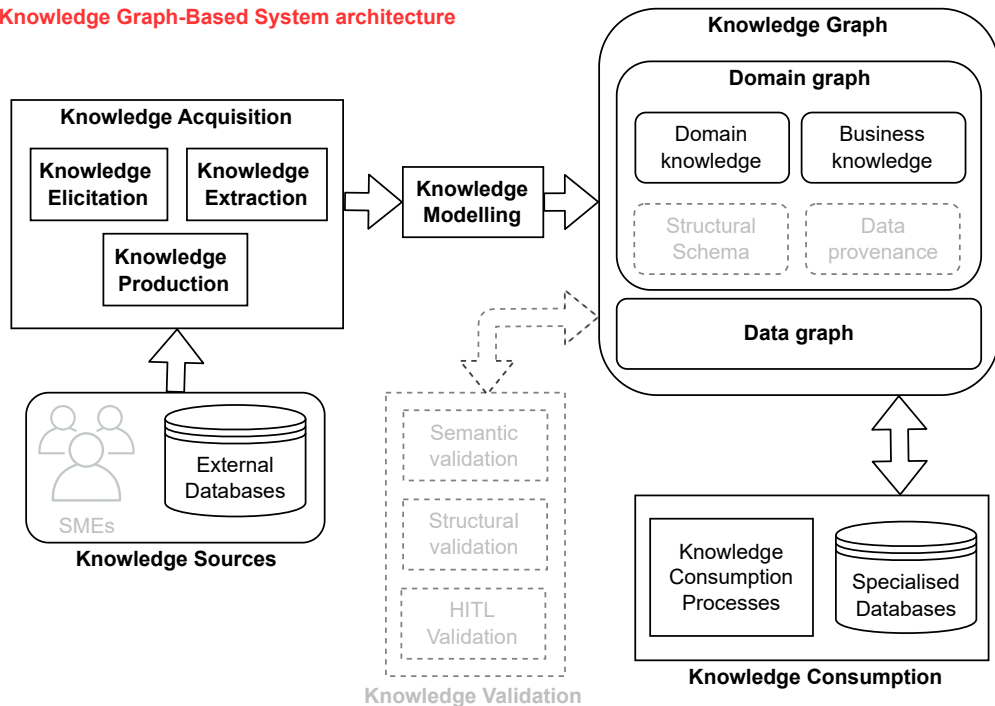 Knowledge Graph-Based System architecture
Knowledge Acquisition
Knowledge
Elicitation
Knowledge
Extraction
Knowledge
Production
Knowledge
Modelling
Knowledge Graph
Domain graph
Domain
knowledge
Business
knowledge
Structural
Schema
Data
provenance
Data graph
SMEs
External
Databases
Knowledge Sources
Semantic
validation
Structural
validation
HITL
Validation
Knowledge Validation
Knowledge
Consumption
Processes
Specialised
Databases
Knowledge Consumption